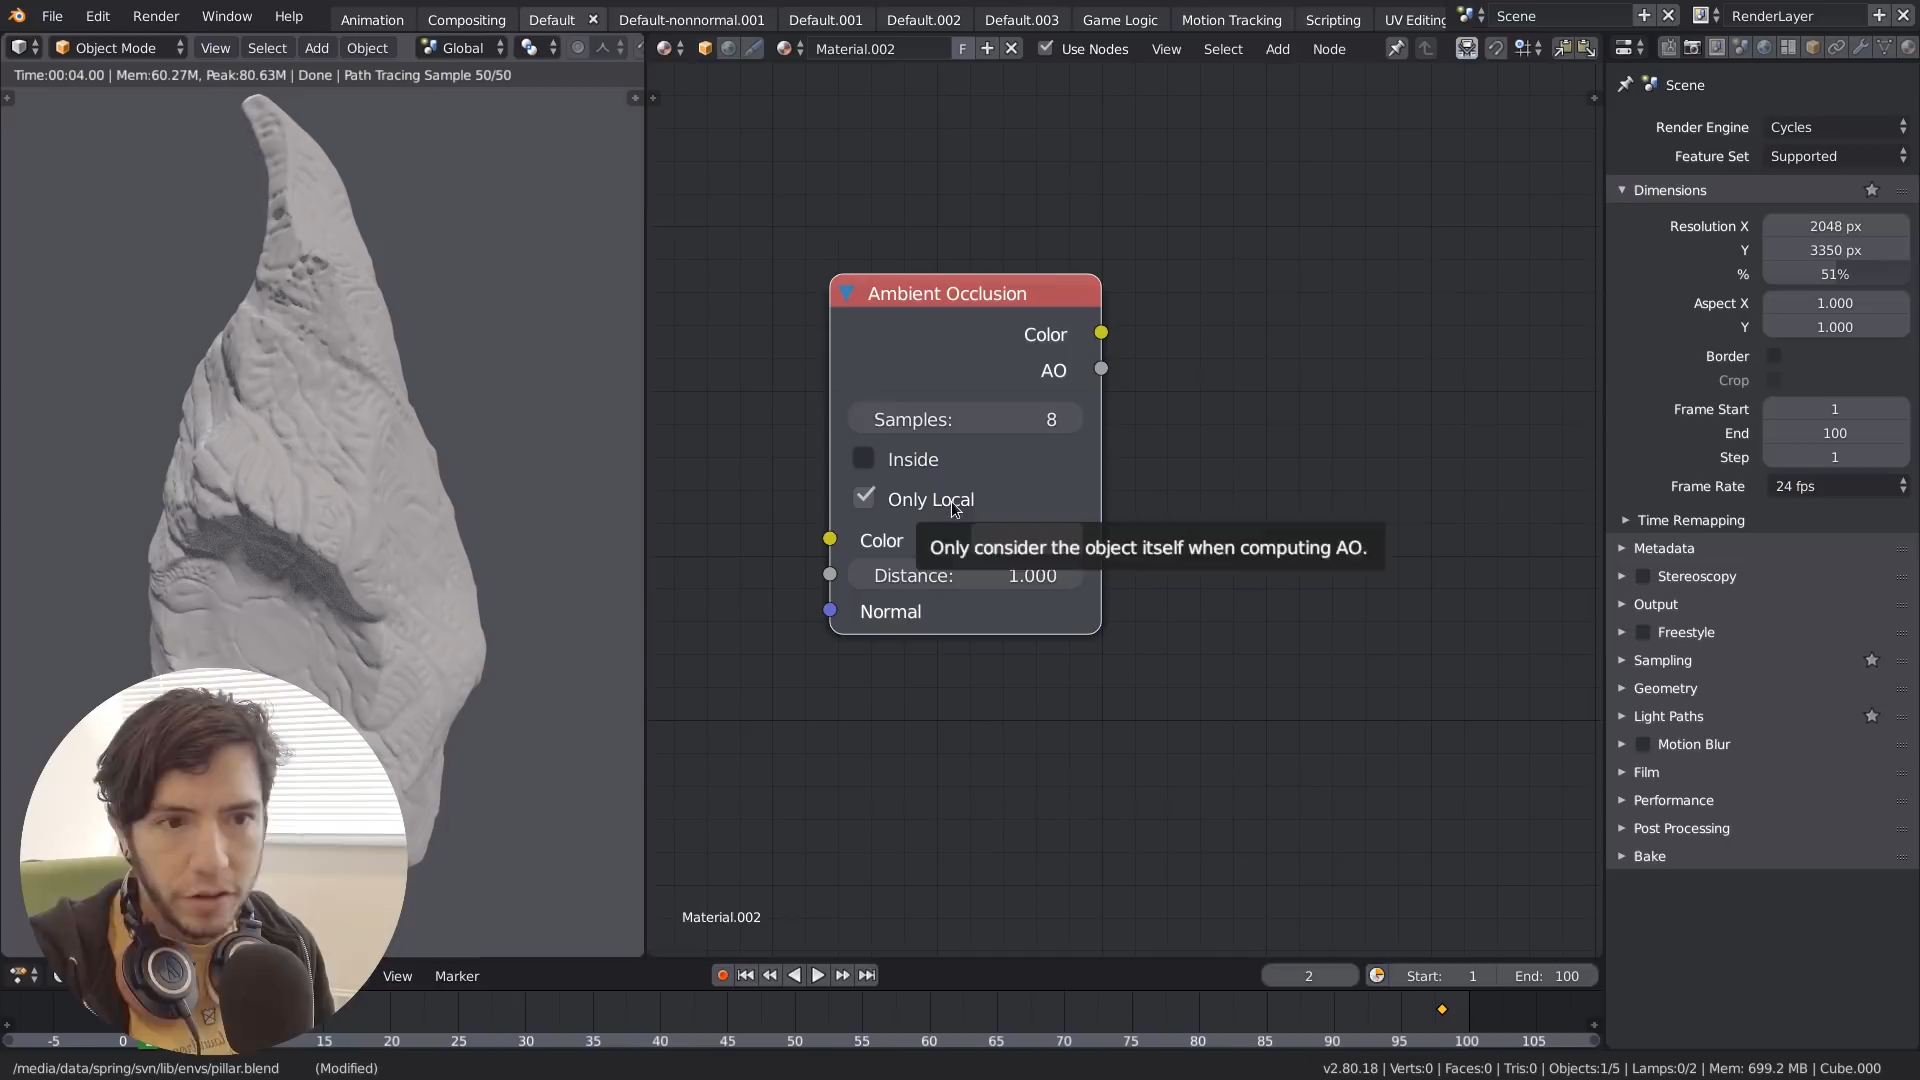 File Edit Render Window Help Animation Compositing Default Default-nonnormal.001 Default.001 Default.002 Default.003 Game Logic Motion Tracking Scripting UV Editing Scene RenderLayer
Object Mode View Select Add Object Global Material.002 F Use Nodes View Select Add Node
Time:00:04.00 | Mem:60.27M, Peak:80.63M | Done | Path Tracing Sample 50/50
Scene
Render Engine Cycles
Feature Set Supported
Dimensions
Resolution X 2048 px
Y 3350 px
% 51%
Aspect X 1.000
Y 1.000
Border
Crop
Frame Start 1
End 100
Step 1
Frame Rate 24 fps
Time Remapping
Metadata
Stereoscopy
Output
Freestyle
Sampling
Geometry
Light Paths
Motion Blur
Film
Performance
Post Processing
Bake
Ambient Occlusion
Color
AO
Samples: 8
Inside
Only Local
Color
Only consider the object itself when computing AO.
Distance: 1.000
Normal
Material.002
View Marker 2 Start: 1 End: 100
-5 0 15 20 25 30 35 40 45 50 55 60 65 70 75 80 85 90 95 100 105
/media/data/spring/svn/lib/envs/pillar.blend (Modified) v2.80.18 | Verts:0 | Faces:0 | Tris:0 | Objects:1/5 | Lamps:0/2 | Mem: 699.2 MB | Cube.000